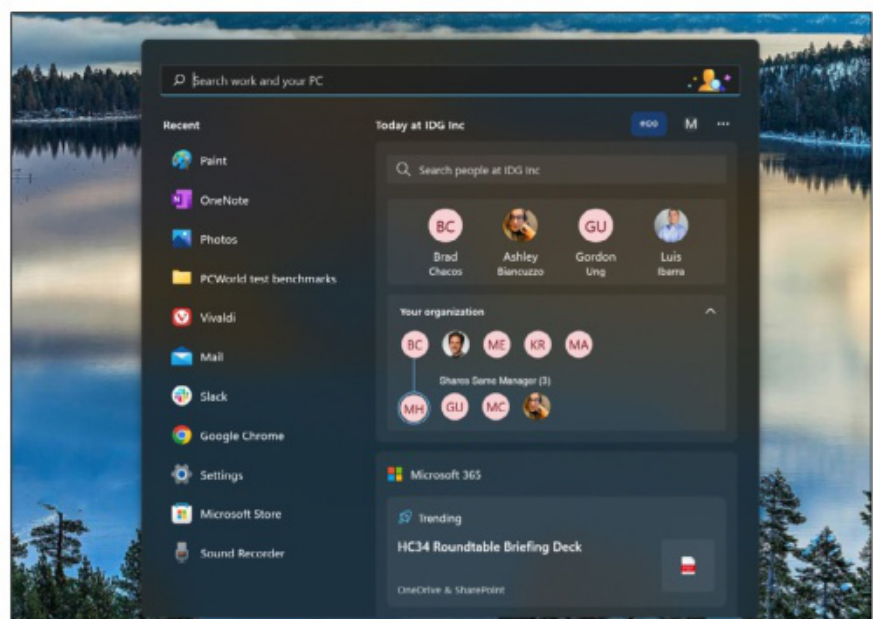 Search work and your PC
Recent
Paint
OneNote
Photos
PCWorld test benchmarks
Vivaldi
Mail
Slack
Google Chrome
Settings
Microsoft Store
Sound Recorder
Today at IDG Inc
M ...
Search people at IDG Inc
BC GU
Brad Ashley Gordon Luis
Chacos Biancuzzo Ung Ibarra
Your organization
BC ME KR MA
Shares Same Manager (3)
MH GU MC
Microsoft 365
Trending
HC34 Roundtable Briefing Deck
OneDrive & SharePoint